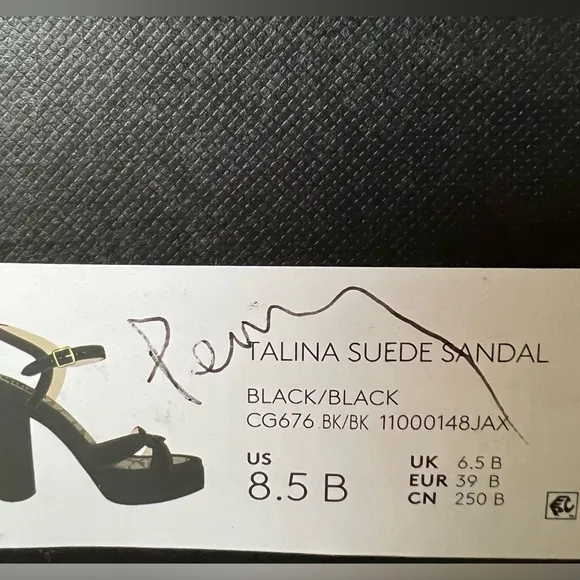 TALINA SUEDE SANDAL
BLACK/BLACK
CG676 BK/BK 11000148JAX
US
8.5 B
UK 6.5 B
EUR 39 B
CN 250 B